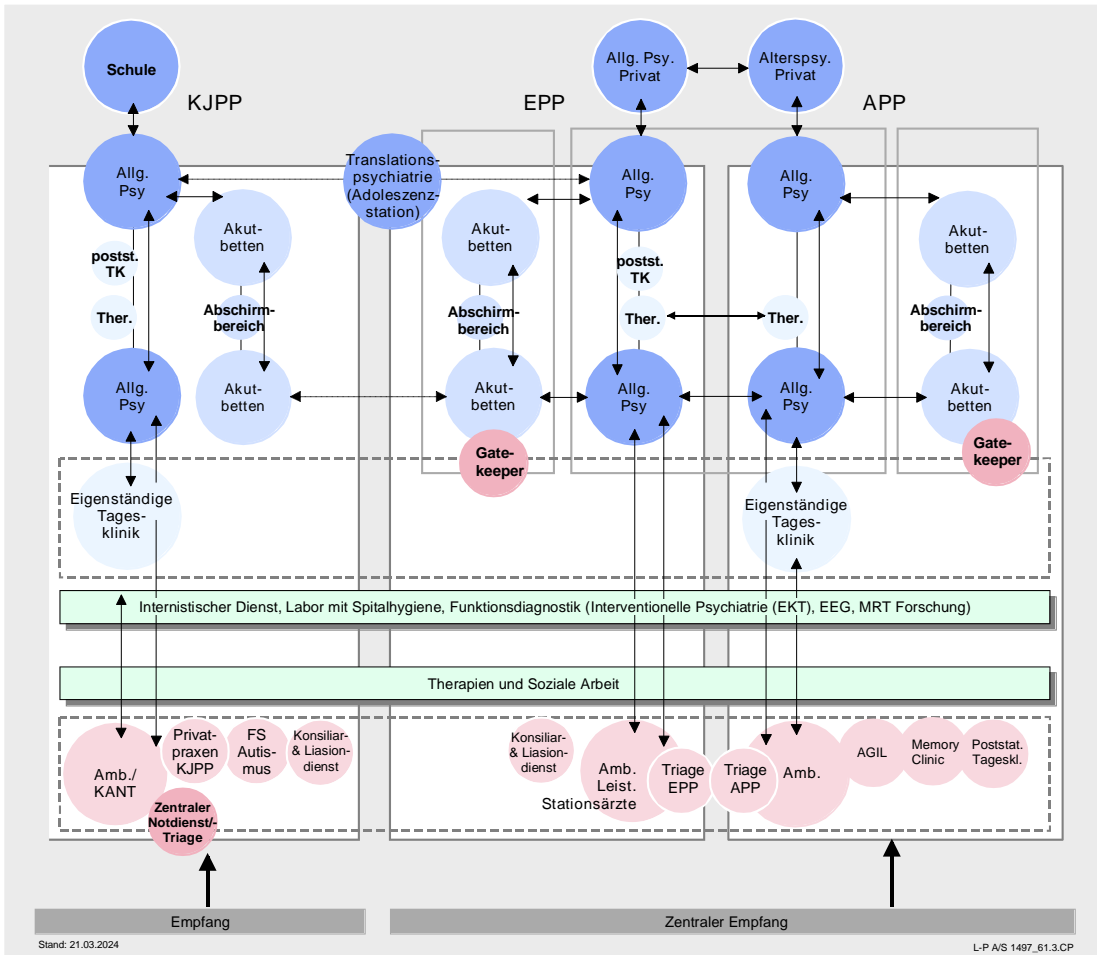 Schule
KJPP
EPP
Allg. Psy.
Privat
Alterspsy.
Privat
APP
Allg.
Psy
Translations-
psychiatrie
(Adoleszenz-
station)
Allg.
Psy
Allg.
Psy
Akut-
betten
Akut-
betten
Akut-
betten
postst.
TK
postst.
TK
Ther.
Abschirm-
bereich
Abschirm-
bereich
Ther.
Ther.
Abschirm-
bereich
Allg.
Psy
Akut-
betten
Akut-
betten
Allg.
Psy
Allg.
Psy
Akut-
betten
Gate-
keeper
Gate-
keeper
Eigenständige
Tages-
klinik
Eigenständige
Tages-
klinik
Internistischer Dienst, Labor mit Spitalhygiene, Funktionsdiagnostik (Interventionelle Psychiatrie (EKT), EEG, MRT Forschung)
Therapien und Soziale Arbeit
Amb./
KANT
Privat-
praxen
KJPP
FS
Autis-
mus
Konsiliar-
& Liasion-
dienst
Zentraler
Notdienst/-
Triage
Konsiliar-
& Liasion-
dienst
Amb.
Leist.
Stationsärzte
Triage
EPP
Triage
APP
Amb.
AGIL
Memory
Clinic
Poststat.
Tageskl.
Empfang
Zentraler Empfang
Stand: 21.03.2024
L-P A/S 1497_61.3.CP